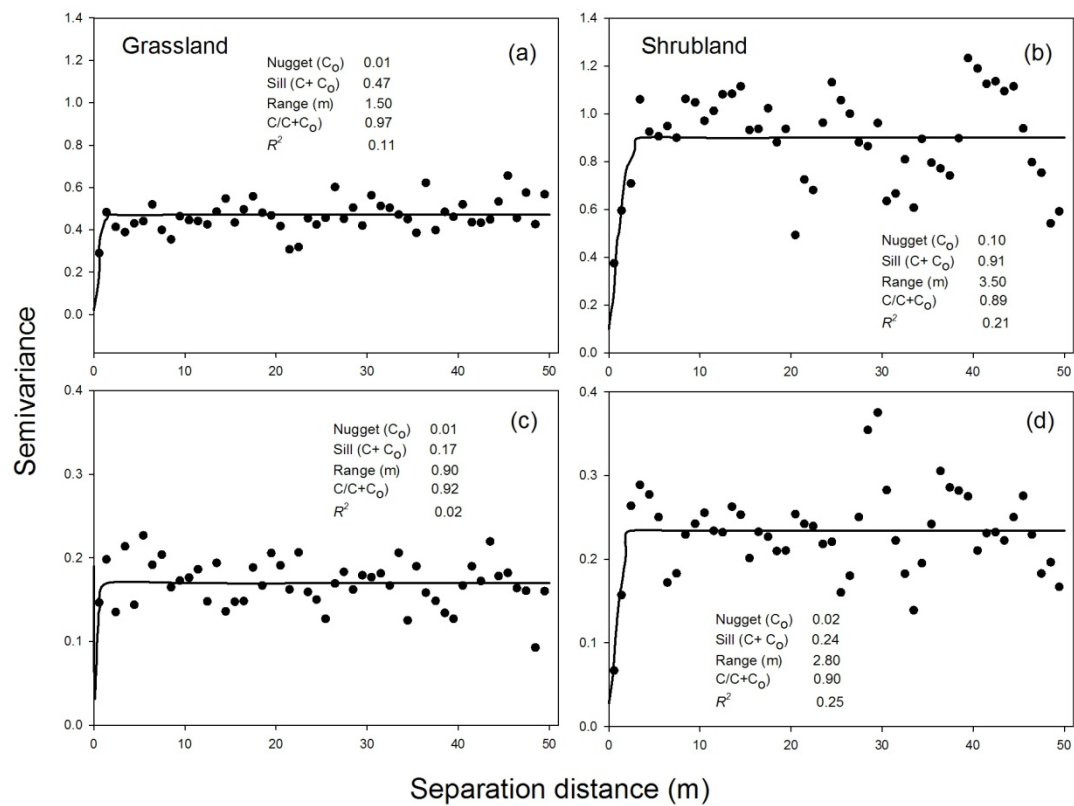 Grassland
(a)
Nugget (Co) 0.01
Sill (C+ Co) 0.47
Range (m) 1.50
C/C+Co) 0.97
R² 0.11
1.4
1.2
1.0
0.8
0.6
0.4
0.2
0.0
0 10 20 30 40 50
Shrubland
(b)
1.4
1.2
1.0
0.8
0.6
0.4
0.2
0.0
Nugget (Co) 0.10
Sill (C+ Co) 0.91
Range (m) 3.50
C/C+Co) 0.89
R² 0.21
0 10 20 30 40 50
Semivariance
(c)
Nugget (Co) 0.01
Sill (C+ Co) 0.17
Range (m) 0.90
C/C+Co) 0.92
R² 0.02
0.4
0.3
0.2
0.1
0.0
0 10 20 30 40 50
(d)
0.4
0.3
0.2
0.1
0.0
Nugget (Co) 0.02
Sill (C+ Co) 0.24
Range (m) 2.80
C/C+Co) 0.90
R² 0.25
0 10 20 30 40 50
Separation distance (m)